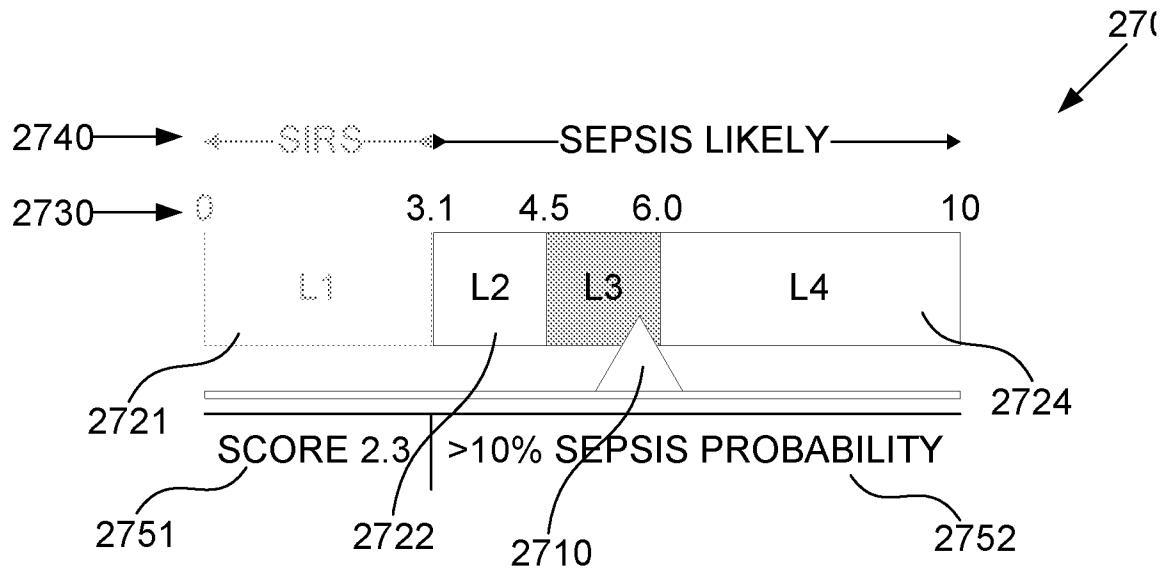 270
2740 SIRS SEPSIS LIKELY
2730 0 3.1 4.5 6.0 10
L1 L2 L3 L4
2721 2724
SCORE 2.3 >10% SEPSIS PROBABILITY
2751 2722 2710 2752